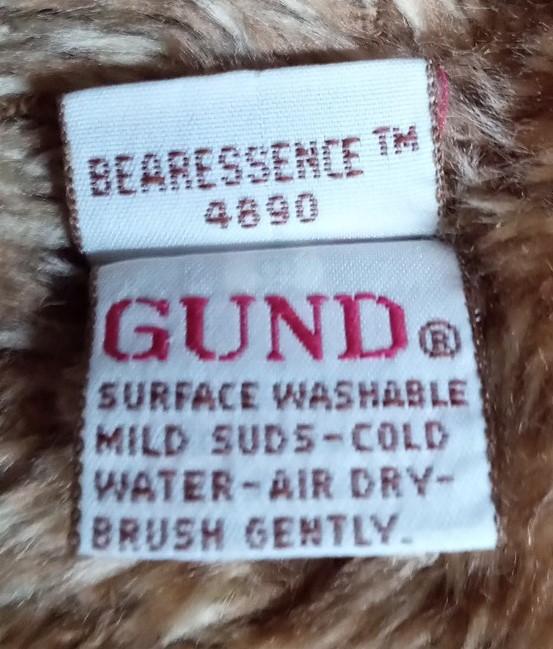 BEARESSENCE ™
4890
GUND®
SURFACE WASHABLE
MILD SUDS-COLD
WATER-AIR DRY-
BRUSH GENTLY.